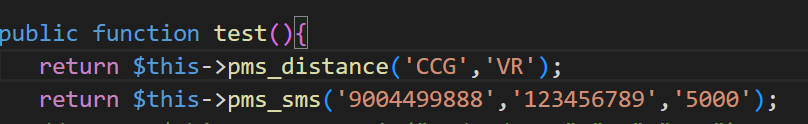 public function test(){
return $this->pms_distance('CCG','VR');
return $this->pms_sms('9004499888','123456789','5000');